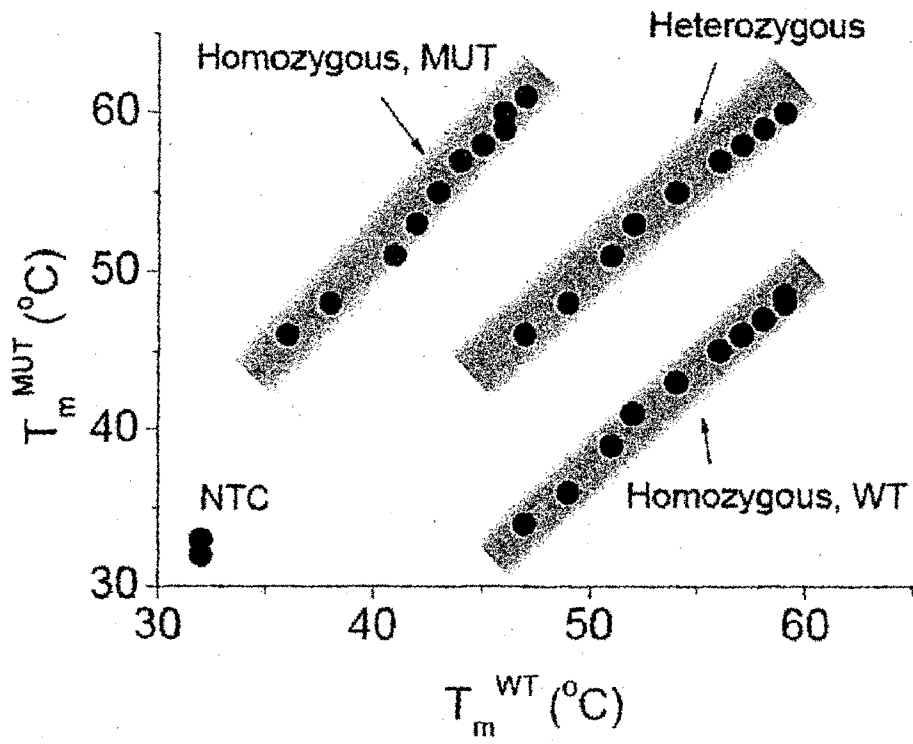 Heterozygous
Homozygous, MUT
60
50
40
30
T_m^MUT (°C)
NTC
Homozygous, WT
30
40
50
60
T_m^WT (°C)